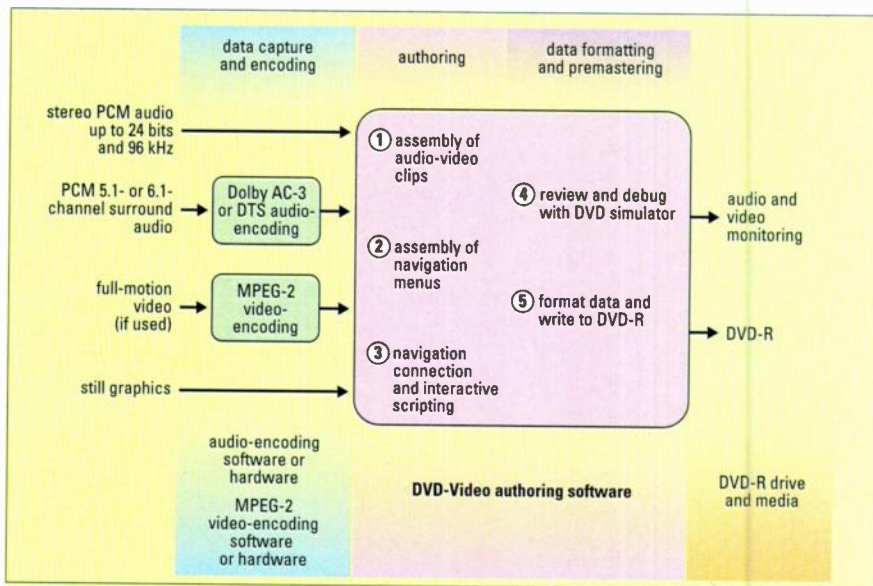 data capture
and encoding
authoring
data formatting
and premastering
stereo PCM audio
up to 24 bits
and 96 kHz
PCM 5.1- or 6.1-
channel surround
audio
Dolby AC-3
or DTS audio-
encoding
full-motion
video
(if used)
MPEG-2
video-
encoding
still graphics
1 assembly of
audio-video
clips
2 assembly of
navigation
menus
3 navigation
connection
and interactive
scripting
4 review and debug
with DVD simulator
5 format data and
write to DVD-R
audio and
video
monitoring
DVD-R
audio-encoding
software or
hardware
MPEG-2
video-encoding
software
or hardware
DVD-Video authoring software
DVD-R drive
and media